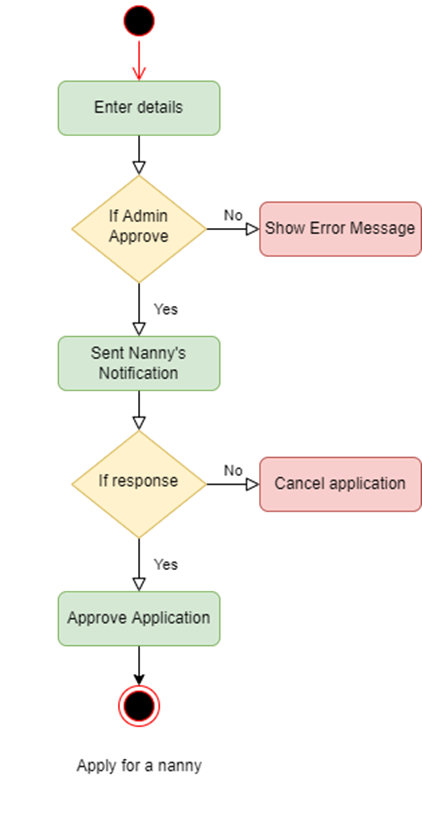 Enter details
If Admin
Approve
No
Show Error Message
Yes
Sent Nanny's
Notification
If response
No
Cancel application
Yes
Approve Application
Apply for a nanny